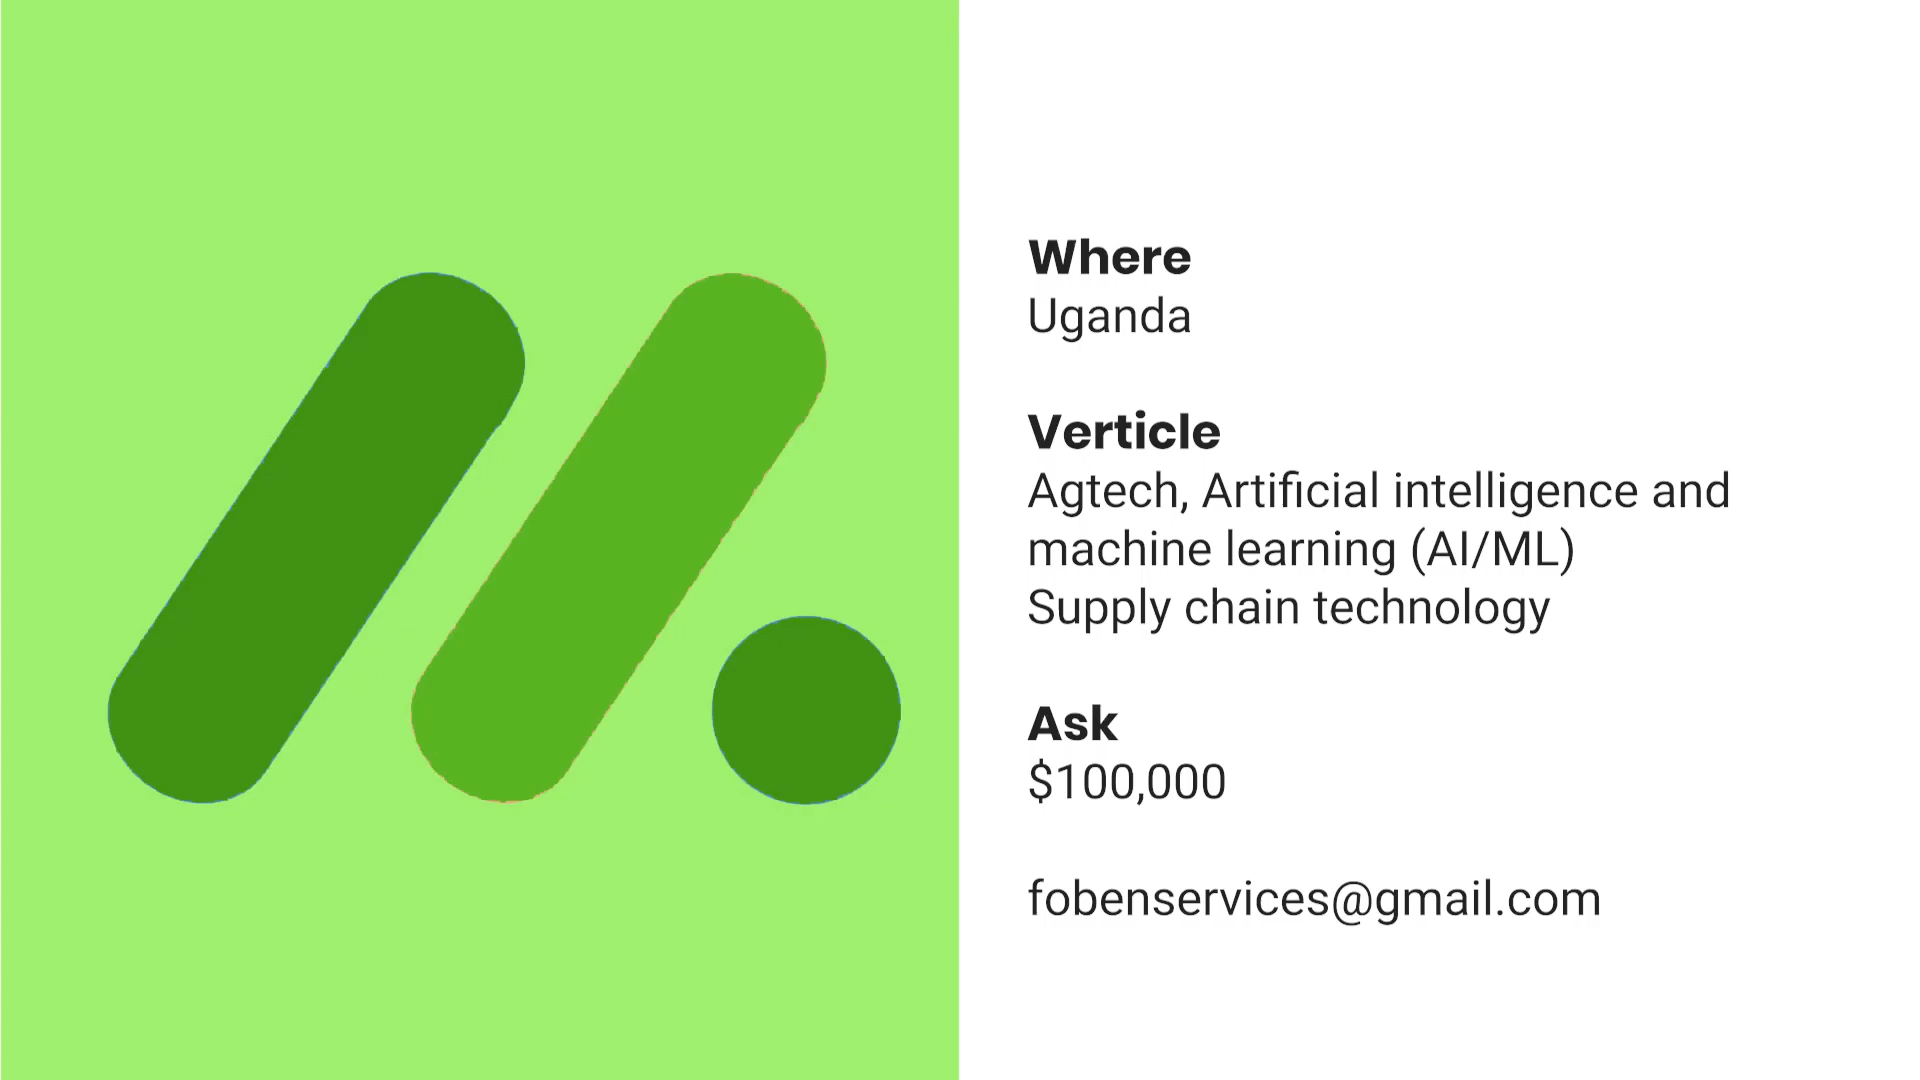 Where
Uganda
Verticle
Agtech, Artificial intelligence and
machine learning (AI/ML)
Supply chain technology
Ask
$100,000
fobenservices@gmail.com